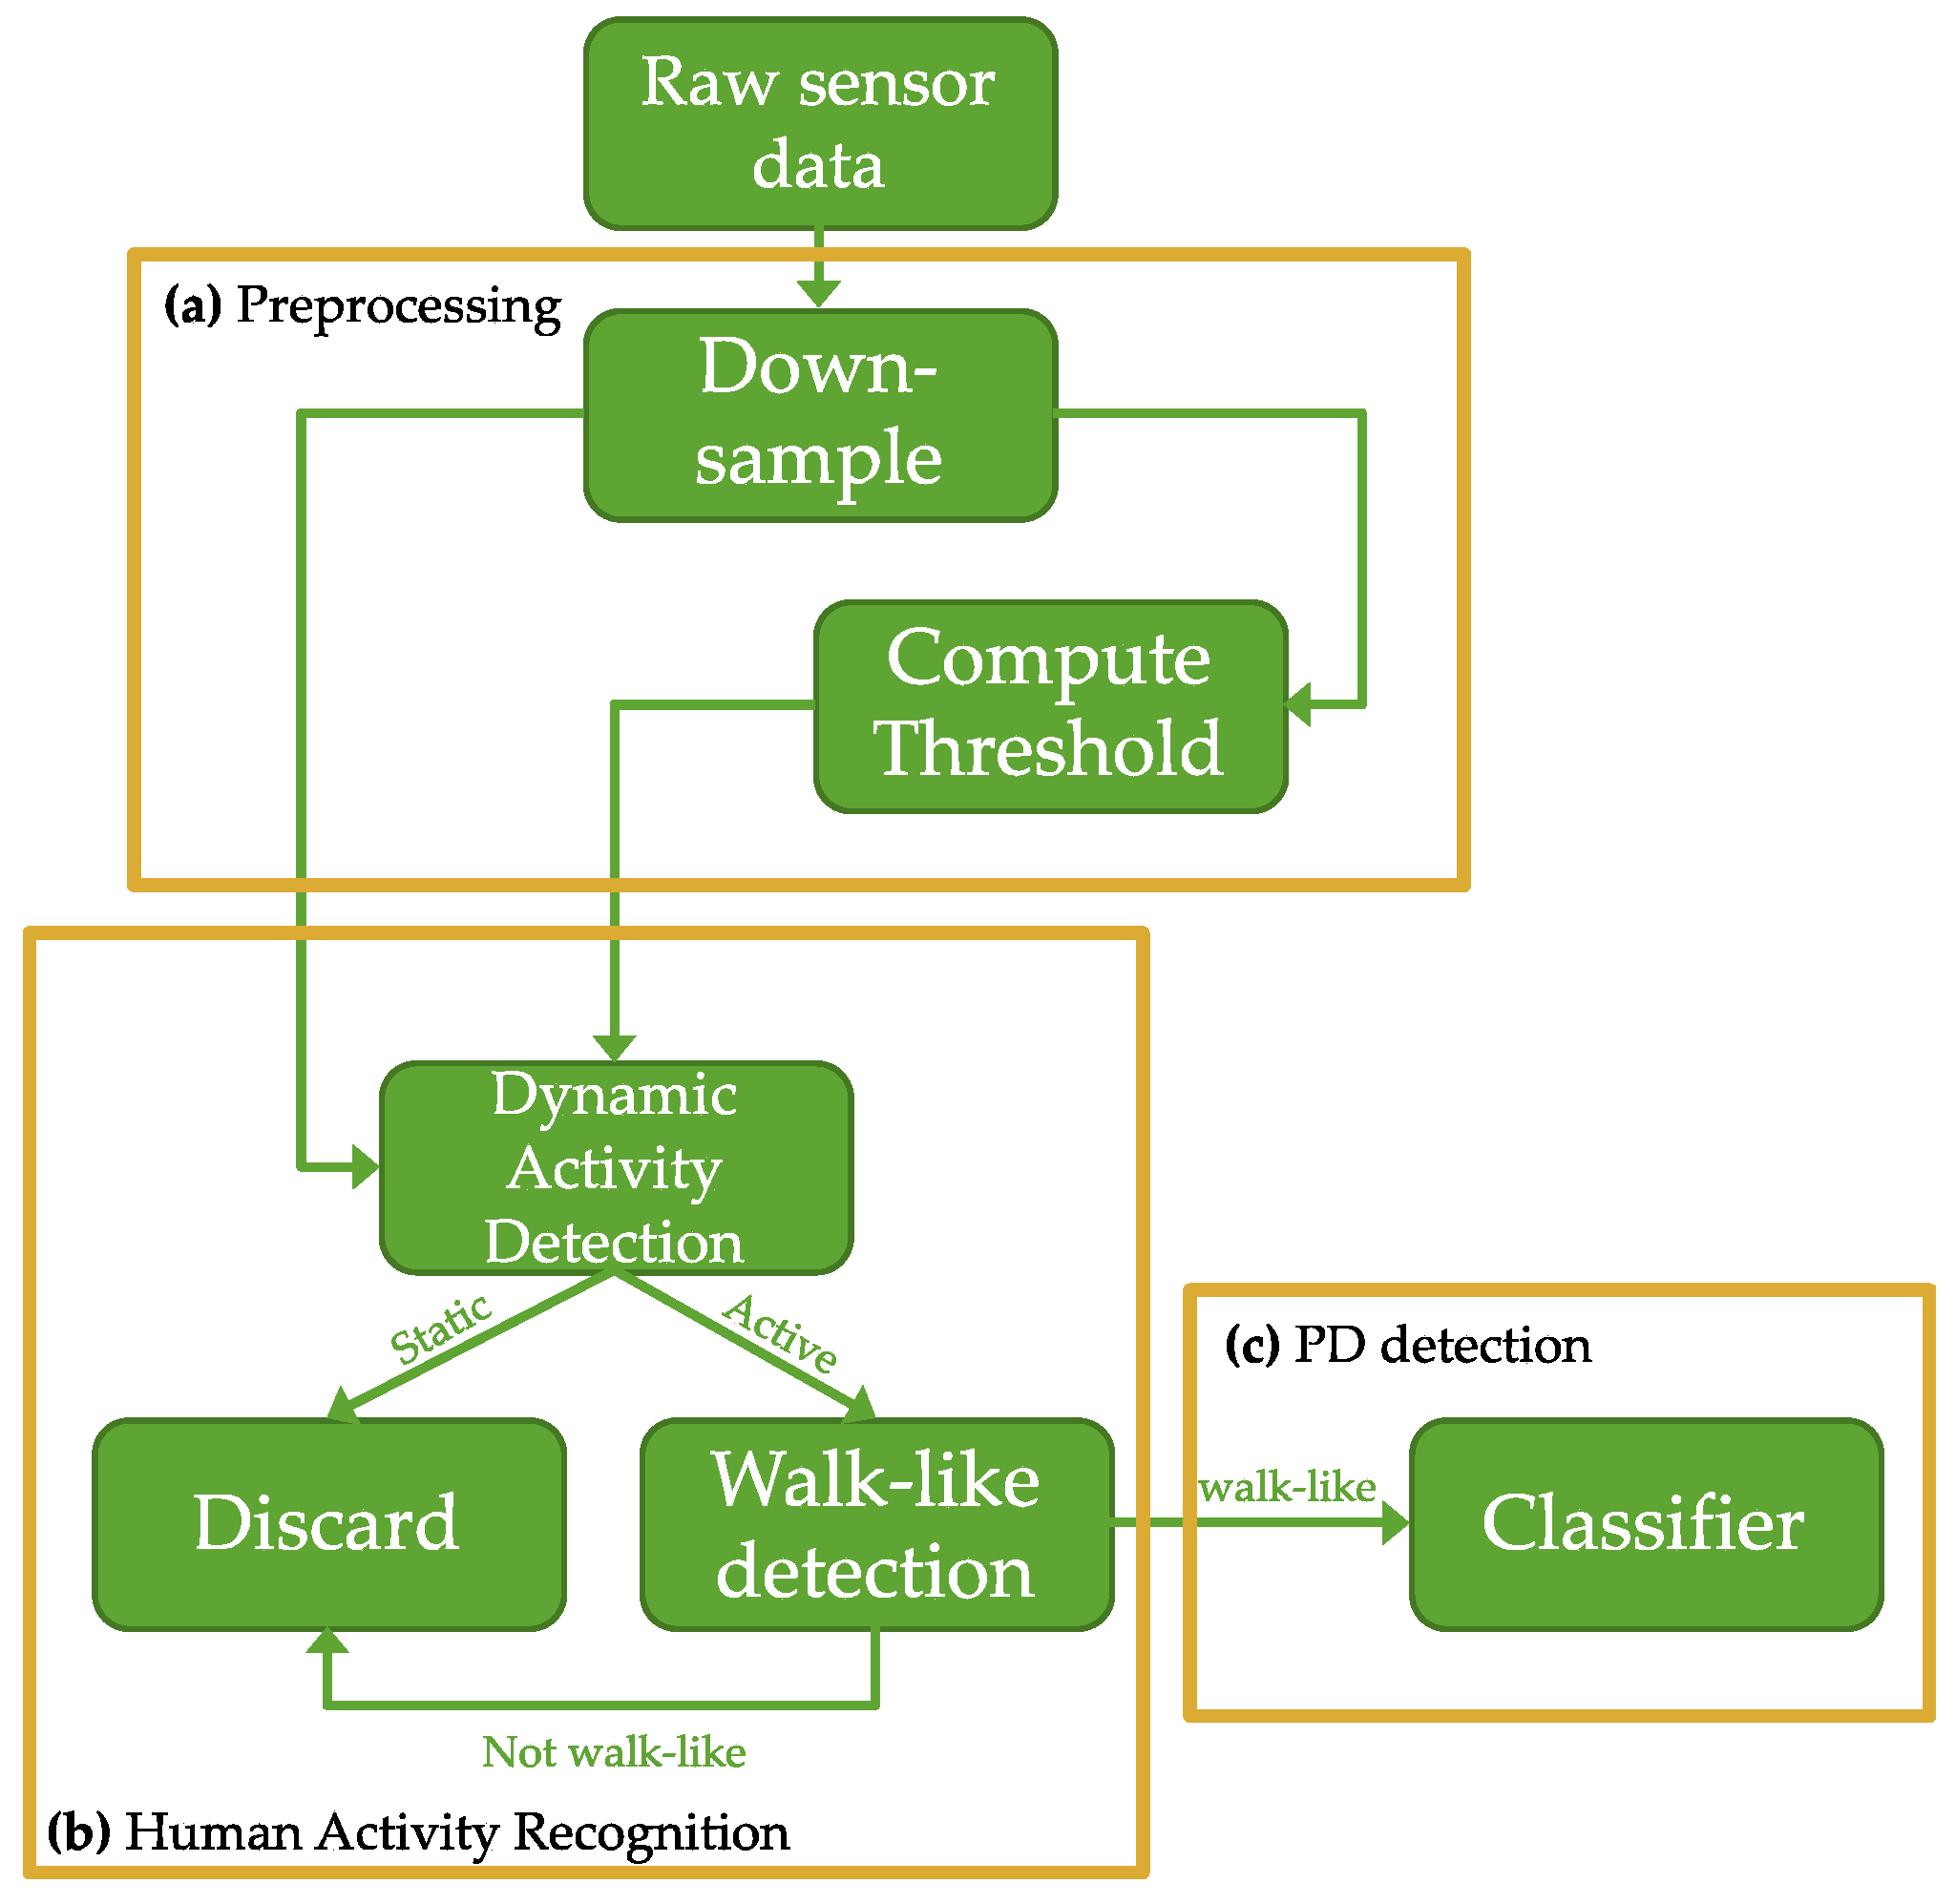 Raw sensor
data
(a) Preprocessing
Down-
sample
Compute
Threshold
Dynamic
Activity
Detection
Static
Active
(c) PD detection
Discard
Walk-like
detection
walk-like
Classifier
Not walk-like
(b) Human Activity Recognition